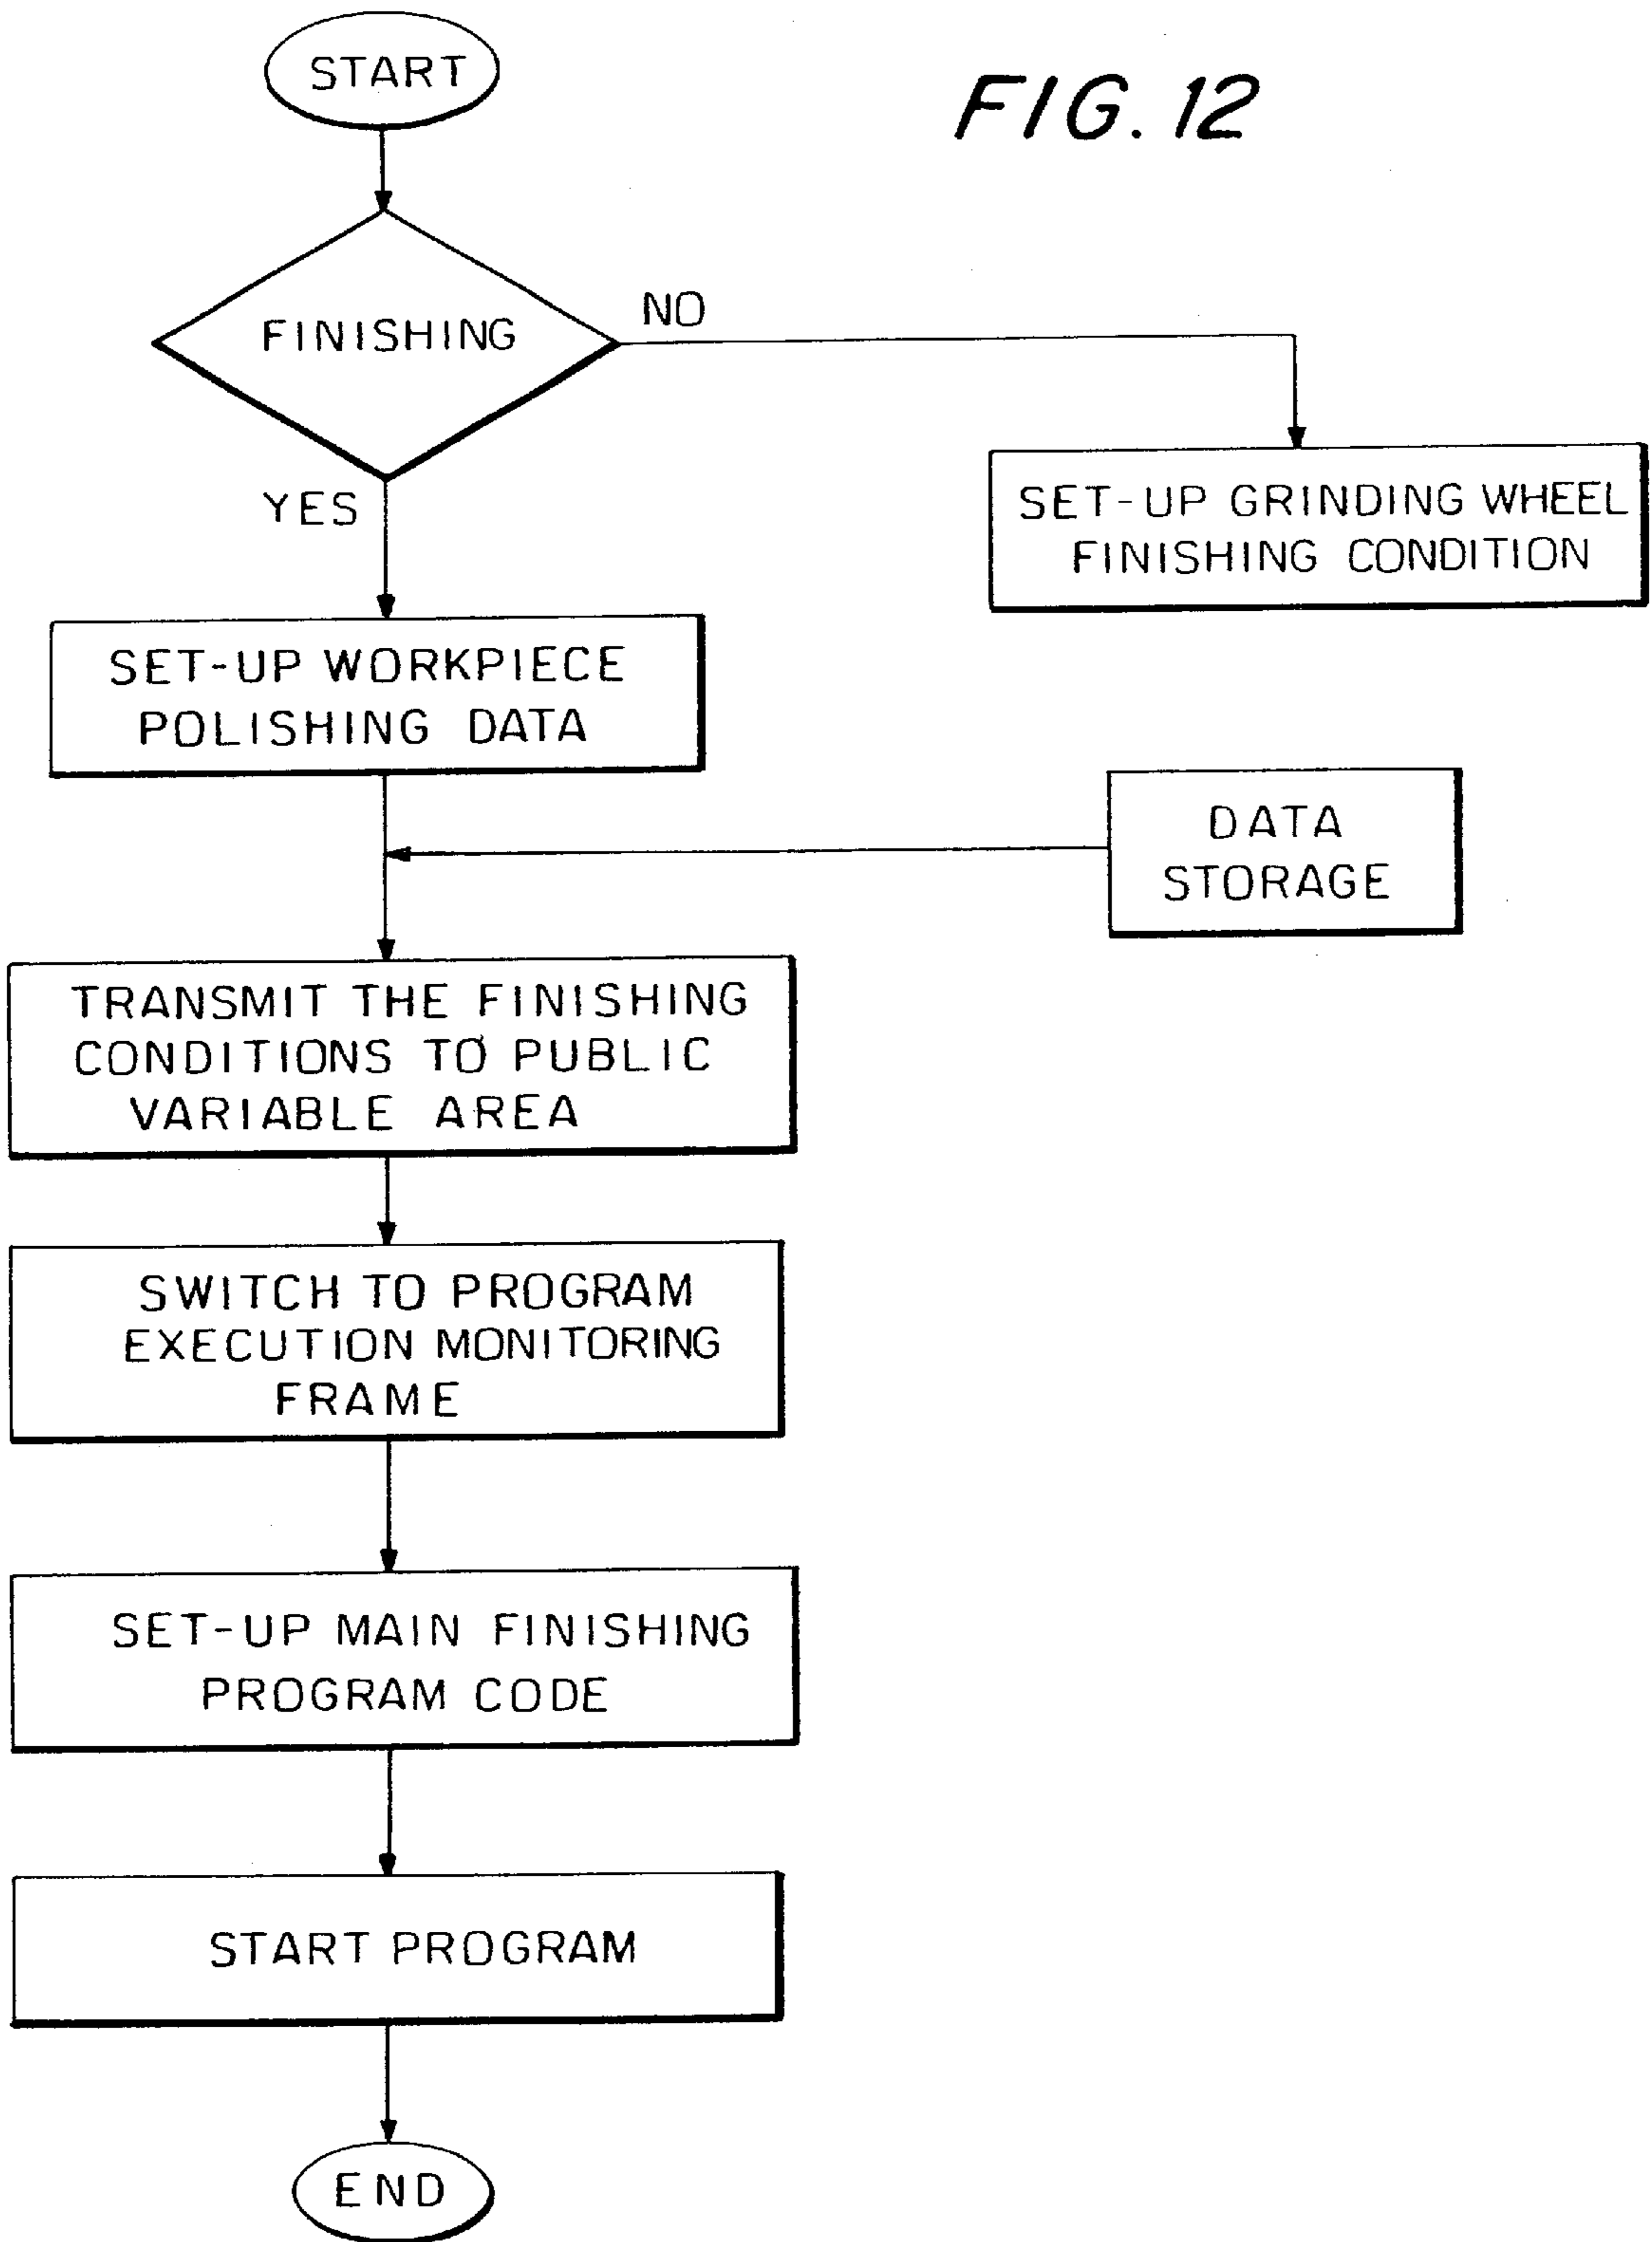 START
FIG. 12
FINISHING
NO
YES
SET-UP GRINDING WHEEL
FINISHING CONDITION
SET-UP WORKPIECE
POLISHING DATA
DATA
STORAGE
TRANSMIT THE FINISHING
CONDITIONS TO PUBLIC
VARIABLE AREA
SWITCH TO PROGRAM
EXECUTION MONITORING
FRAME
SET-UP MAIN FINISHING
PROGRAM CODE
START PROGRAM
END